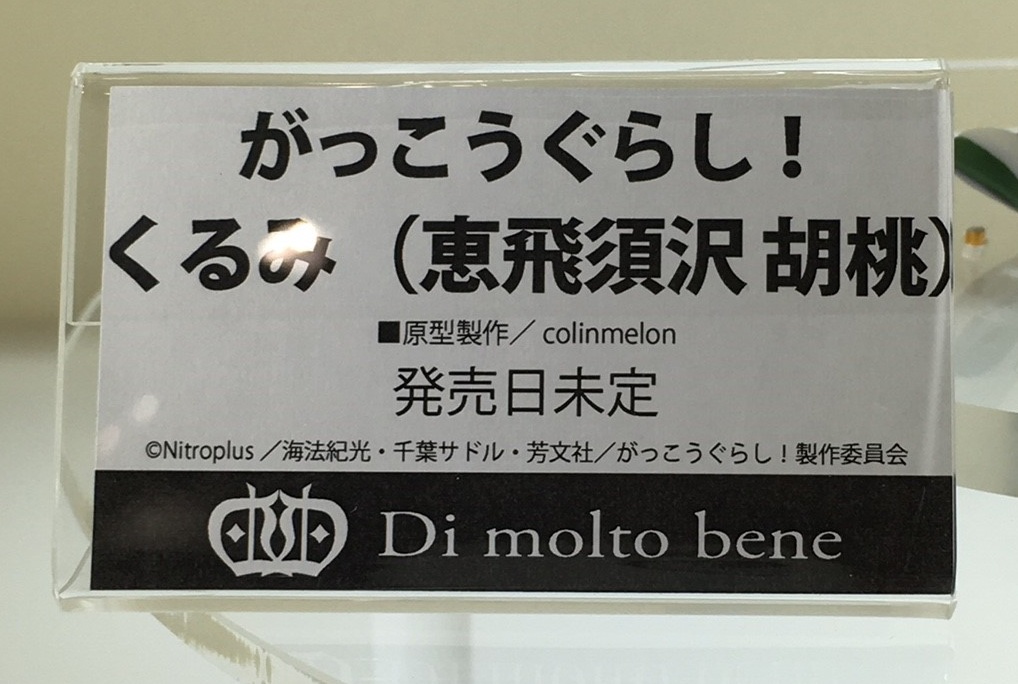 がっこうぐらし！
くるみ（恵飛須沢 胡桃）
■原型製作／ colinmelon
発売日未定
©Nitroplus ／海法紀光・千葉サドル・芳文社／がっこうぐらし！製作委員会
Di molto bene